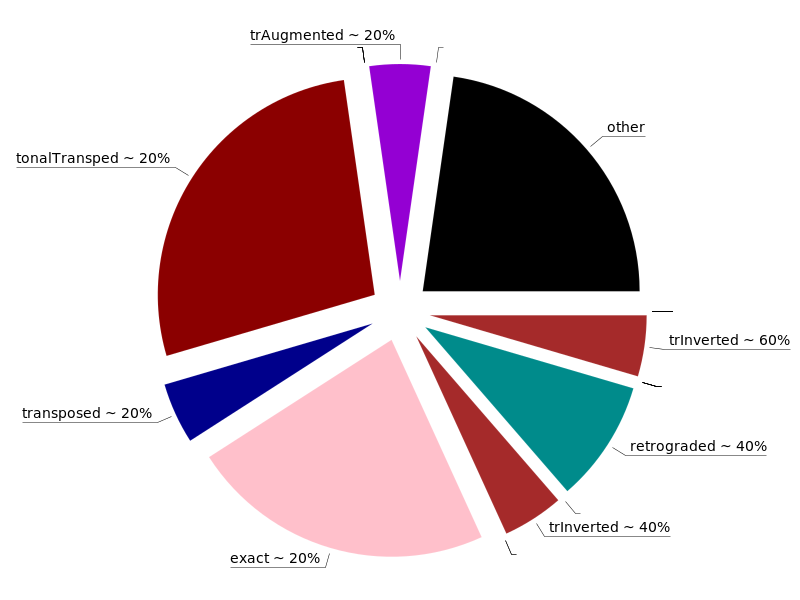 trAugmented ~ 20%
other
tonalTransped ~ 20%
trInverted ~ 60%
transposed ~ 20%
retrograded ~ 40%
trInverted ~ 40%
exact ~ 20%